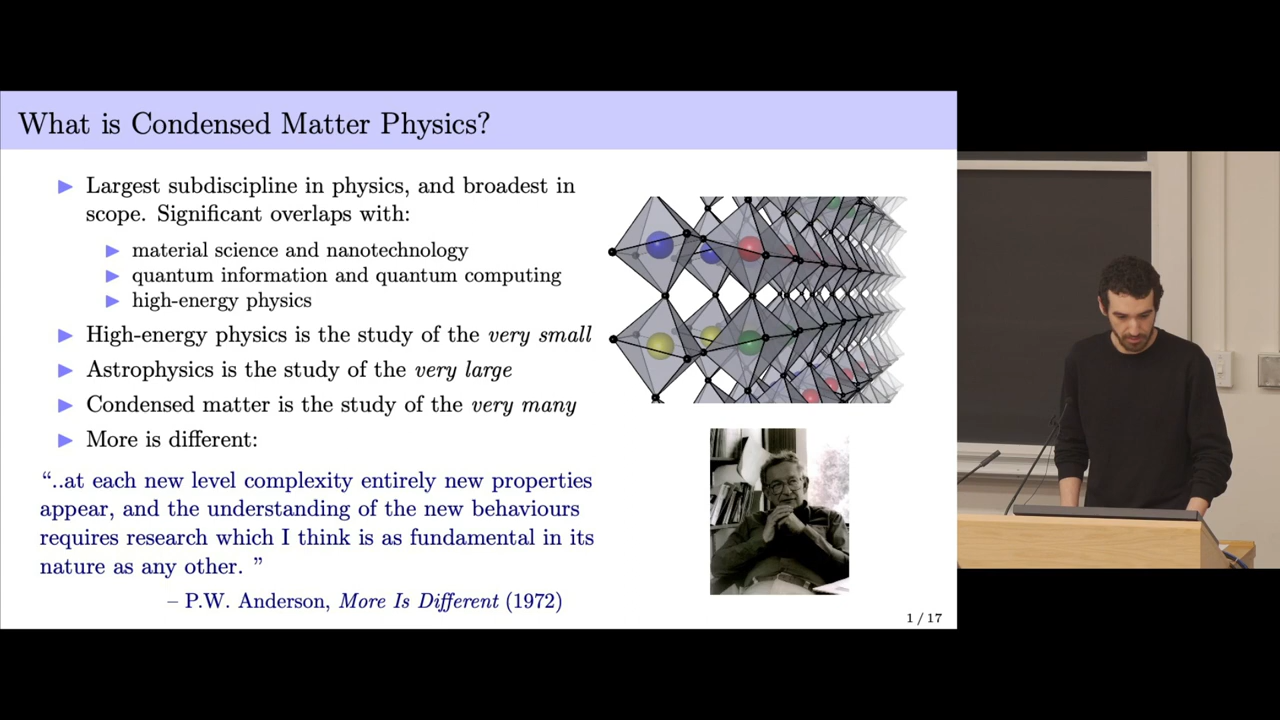 What is Condensed Matter Physics?
▶ Largest subdiscipline in physics, and broadest in
scope. Significant overlaps with:
▶ material science and nanotechnology
▶ quantum information and quantum computing
▶ high-energy physics
▶ High-energy physics is the study of the very small
▶ Astrophysics is the study of the very large
▶ Condensed matter is the study of the very many
▶ More is different:
“..at each new level complexity entirely new properties
appear, and the understanding of the new behaviours
requires research which I think is as fundamental in its
nature as any other. ”
– P.W. Anderson, More Is Different (1972)
1 / 17